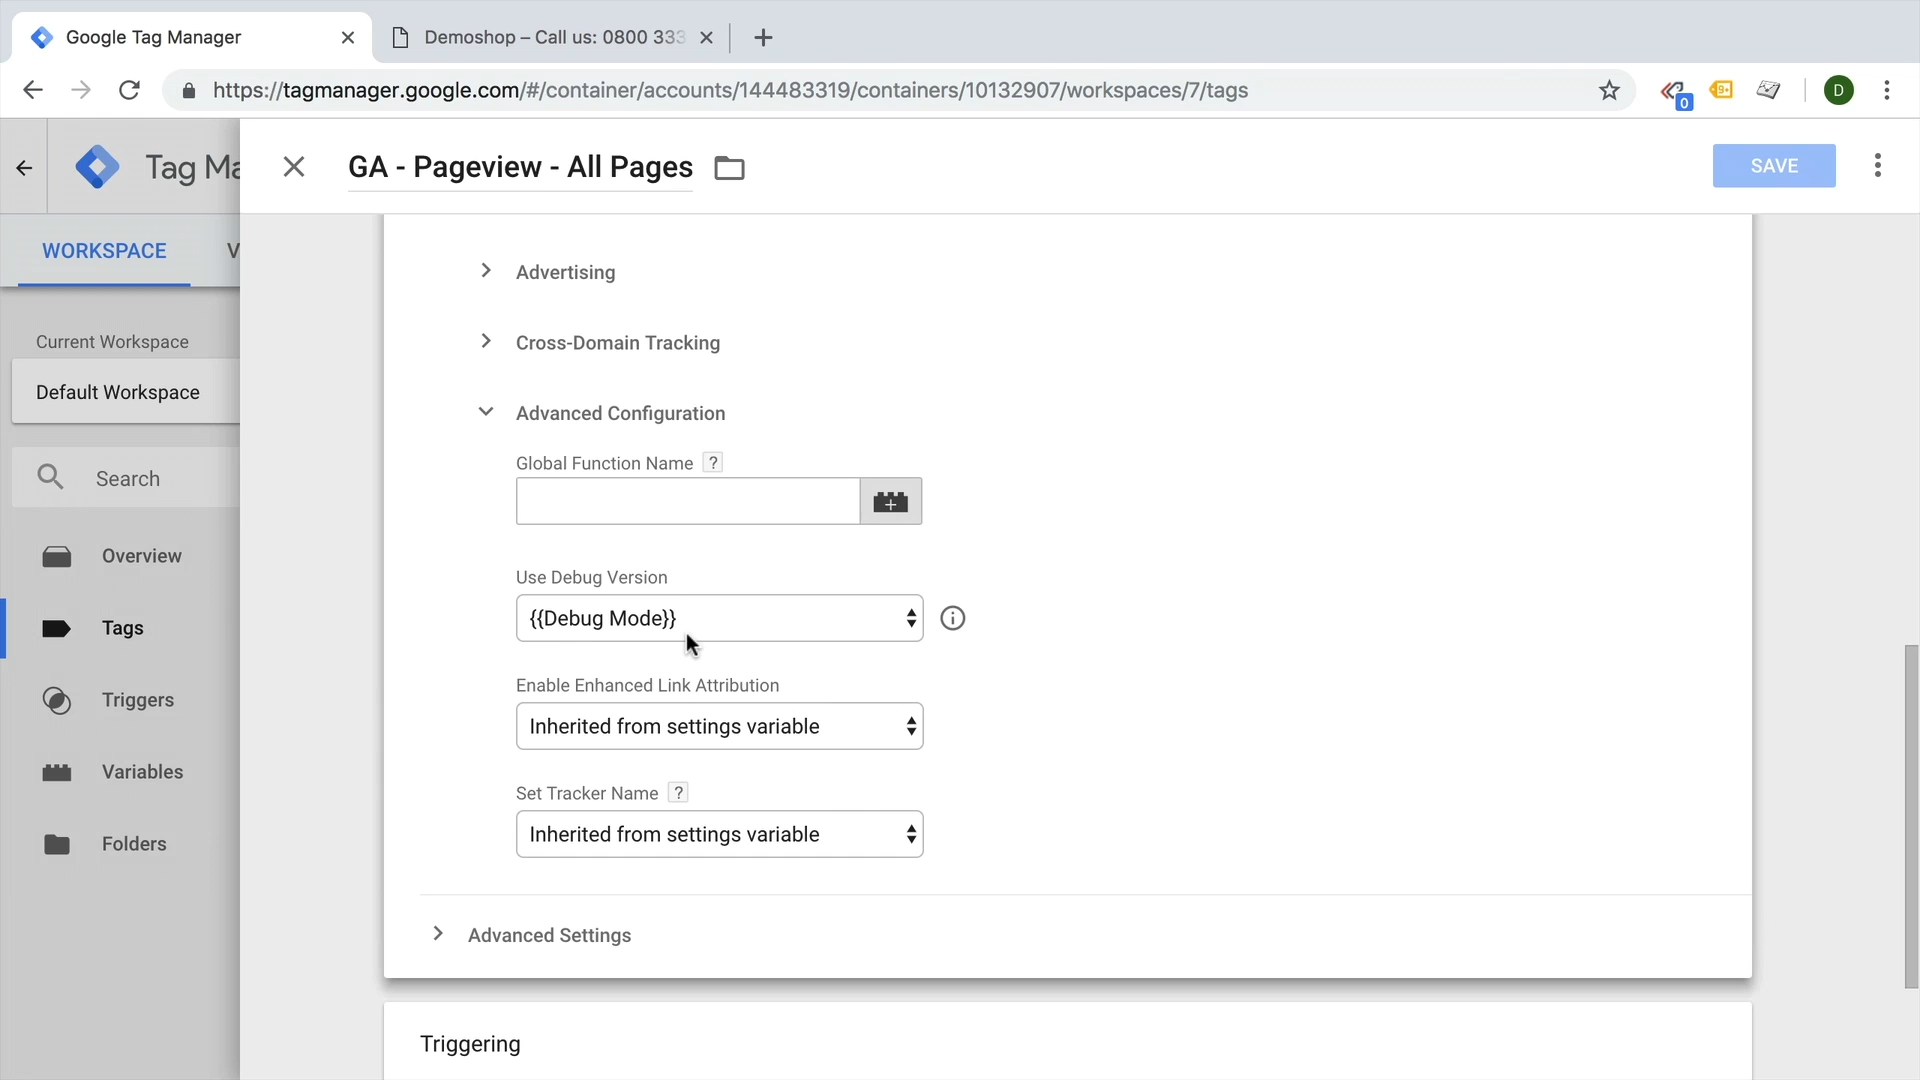 Google Tag Manager
Demoshop – Call us: 0800 333
https://tagmanager.google.com/#/container/accounts/144483319/containers/10132907/workspaces/7/tags
0
9+
D
Tag Ma
GA - Pageview - All Pages
SAVE
WORKSPACE
V
Current Workspace
Default Workspace
Search
Overview
Tags
Triggers
Variables
Folders
Advertising
Cross-Domain Tracking
Advanced Configuration
Global Function Name ?
Use Debug Version
{{Debug Mode}}
Enable Enhanced Link Attribution
Inherited from settings variable
Set Tracker Name ?
Inherited from settings variable
Advanced Settings
Triggering